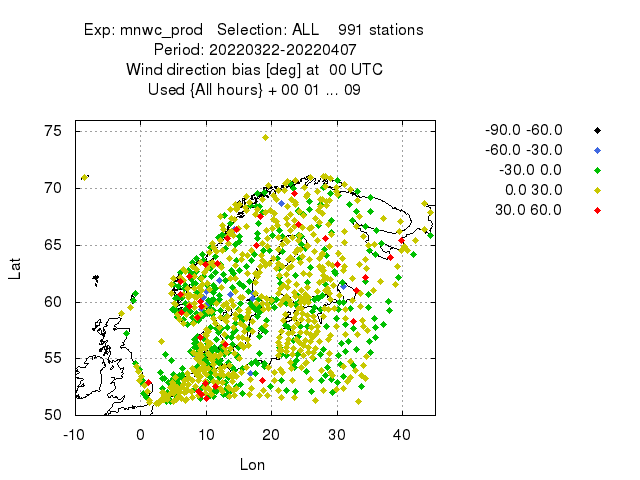 Exp: mnwc_prod   Selection: ALL    991 stations
Period: 20220322-20220407
Wind direction bias [deg] at  00 UTC
Used {All hours} + 00 01 ... 09
-90.0 -60.0
-60.0 -30.0
-30.0 0.0
0.0 30.0
30.0 60.0
75
70
65
60
55
50
Lat
-10 0 10 20 30 40
Lon